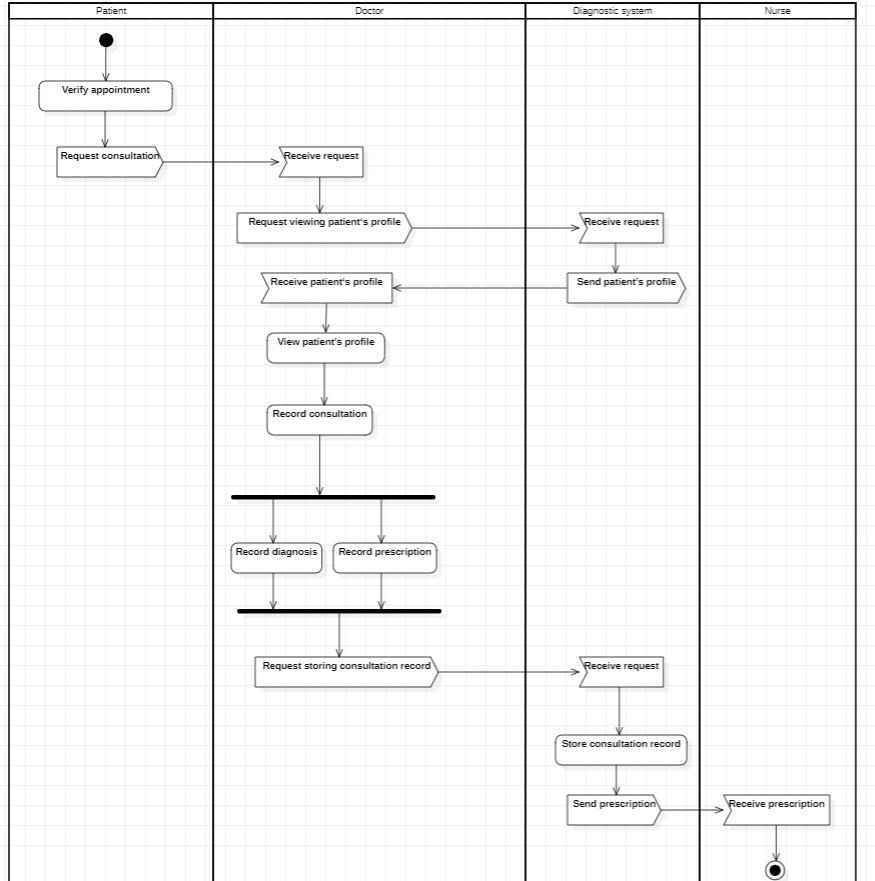 Patient
Doctor
Diagnostic system
Nurse
Verify appointment
Request consultation
Receive request
Request viewing patient's profile
Receive request
Receive patient's profile
Send patient's profile
View patient's profile
Record consultation
Record diagnosis
Record prescription
Request storing consultation record
Receive request
Store consultation record
Send prescription
Receive prescription